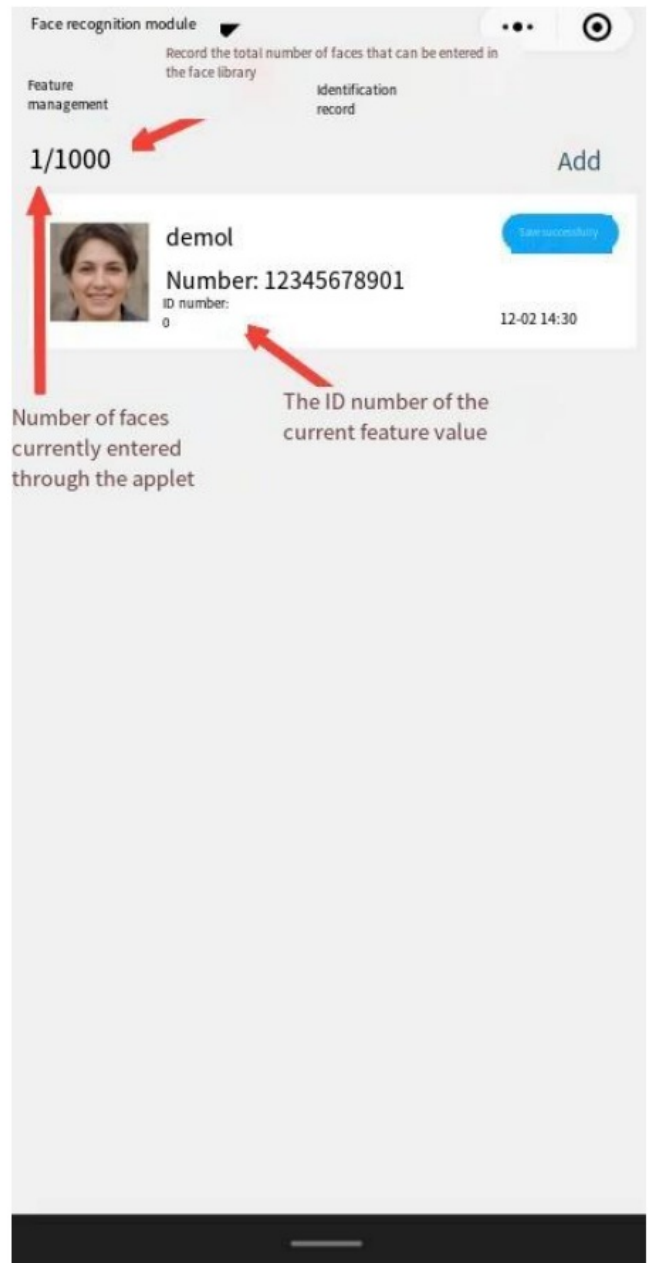 Face recognition module
Record the total number of faces that can be entered in
the face library
Feature
management
Identification
record
1/1000
Add
demol
Save successfully
Number: 12345678901
ID number:
0
12-02 14:30
The ID number of the
current feature value
Number of faces
currently entered
through the applet